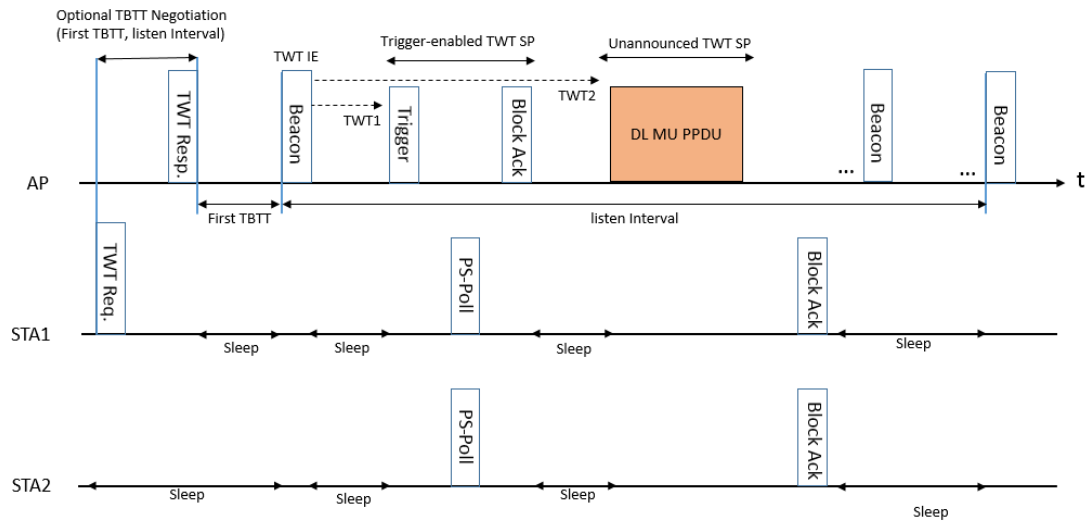 Optional TBTT Negotiation
(First TBTT, listen Interval)
TWT IE
Trigger-enabled TWT SP
Unannounced TWT SP
TWT Resp.
Beacon
TWT1
Trigger
Block Ack
TWT2
DL MU PPDU
...
Beacon
...
Beacon
AP
t
First TBTT
listen Interval
TWT Req.
PS-Poll
Block Ack
STA1
Sleep
Sleep
Sleep
Sleep
PS-Poll
Block Ack
STA2
Sleep
Sleep
Sleep
Sleep